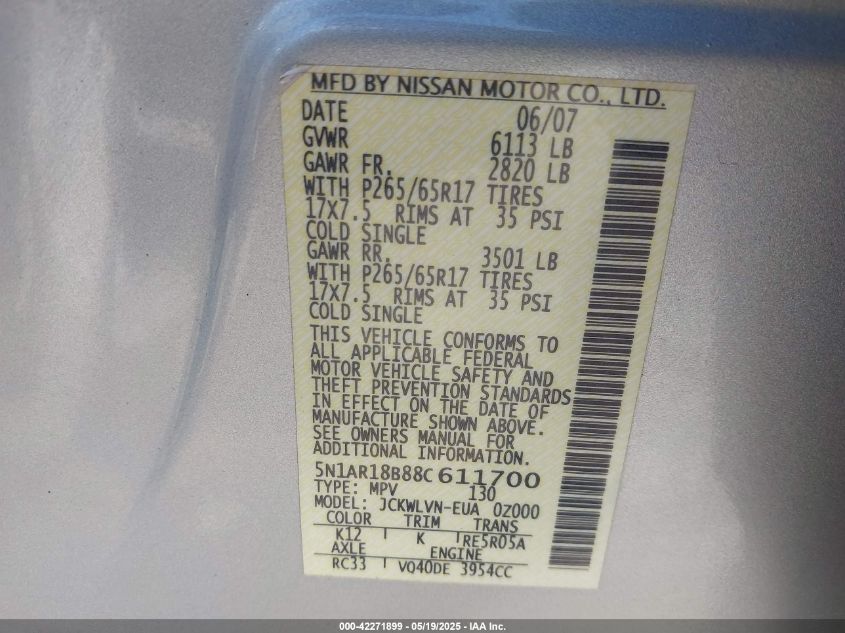 MFD BY NISSAN MOTOR CO., LTD.
DATE 06/07
GVWR 6113 LB
GAWR FR. 2820 LB
WITH P265/65R17 TIRES
17X7.5 RIMS AT 35 PSI
COLD SINGLE
GAWR RR. 3501 LB
WITH P265/65R17 TIRES
17X7.5 RIMS AT 35 PSI
COLD SINGLE
THIS VEHICLE CONFORMS TO
ALL APPLICABLE FEDERAL
MOTOR VEHICLE SAFETY AND
THEFT PREVENTION STANDARDS
IN EFFECT ON THE DATE OF
MANUFACTURE SHOWN ABOVE.
SEE OWNERS MANUAL FOR
ADDITIONAL INFORMATION.
5N1AR18B88C611700
TYPE: MPV 130
MODEL: JCKWLVN-EUA 0Z000
COLOR TRIM TRANS
K12 K RE5R05A
AXLE ENGINE
RC33 VQ40DE 3954CC
000-42271899 - 05/19/2025 - IAA Inc.